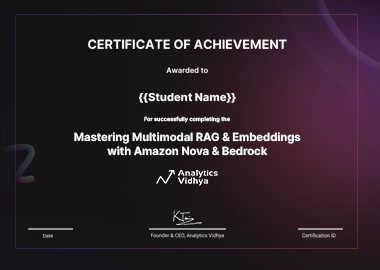 CERTIFICATE OF ACHIEVEMENT
Awarded to
{{Student Name}}
For successfully completing the
Mastering Multimodal RAG & Embeddings
with Amazon Nova & Bedrock
Analytics
Vidhya
Date
Founder & CEO, Analytics Vidhya
Certification ID